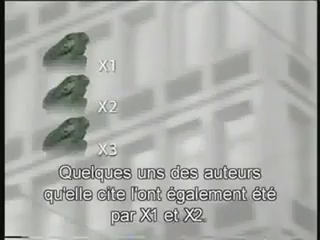 X1
X2
X3
Quelques uns des auteurs
qu'elle cite l'ont également été
par X1 et X2.